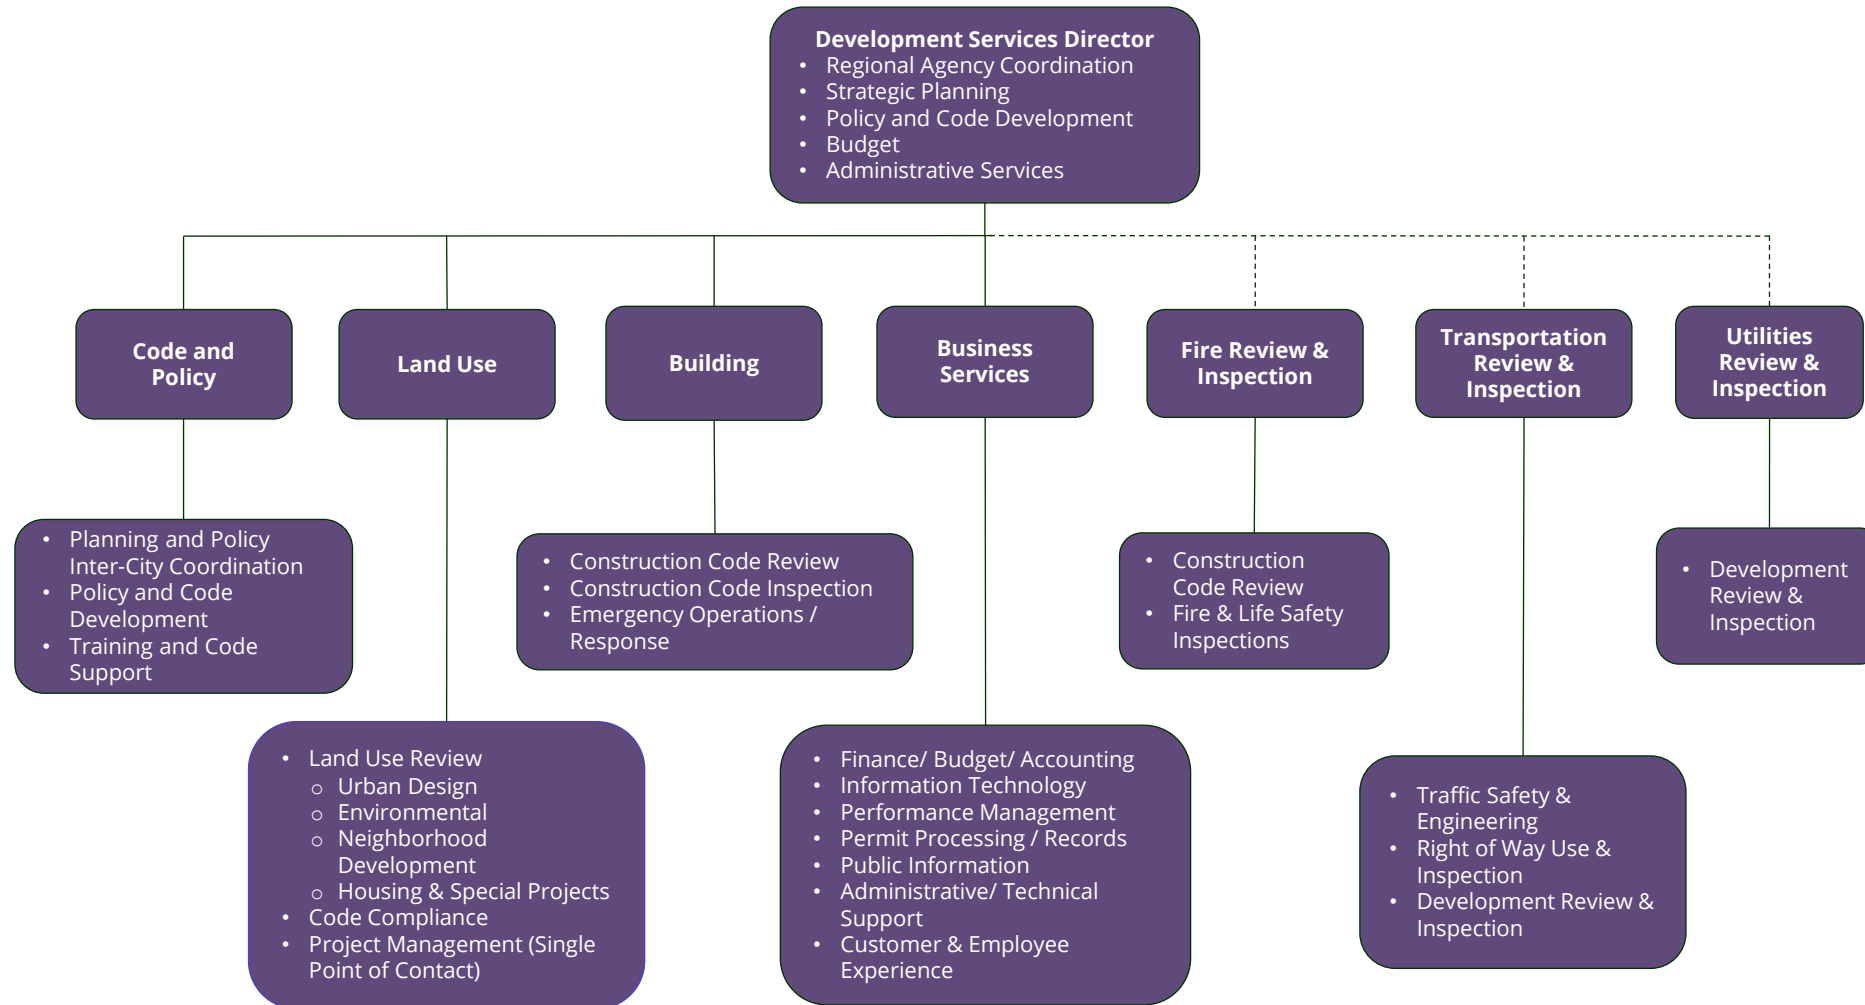 Development Services Director
• Regional Agency Coordination
• Strategic Planning
• Policy and Code Development
• Budget
• Administrative Services
Code and
Policy
Land Use
Building
Business
Services
Fire Review &
Inspection
Transportation
Review &
Inspection
Utilities
Review &
Inspection
• Planning and Policy
Inter-City Coordination
• Policy and Code
Development
• Training and Code
Support
• Construction Code Review
• Construction Code Inspection
• Emergency Operations /
Response
• Construction
Code Review
• Fire & Life Safety
Inspections
• Development
Review &
Inspection
• Land Use Review
o Urban Design
o Environmental
o Neighborhood
Development
o Housing & Special Projects
• Code Compliance
• Project Management (Single
Point of Contact)
• Finance/ Budget/ Accounting
• Information Technology
• Performance Management
• Permit Processing / Records
• Public Information
• Administrative/ Technical
Support
• Customer & Employee
Experience
• Traffic Safety &
Engineering
• Right of Way Use &
Inspection
• Development Review &
Inspection